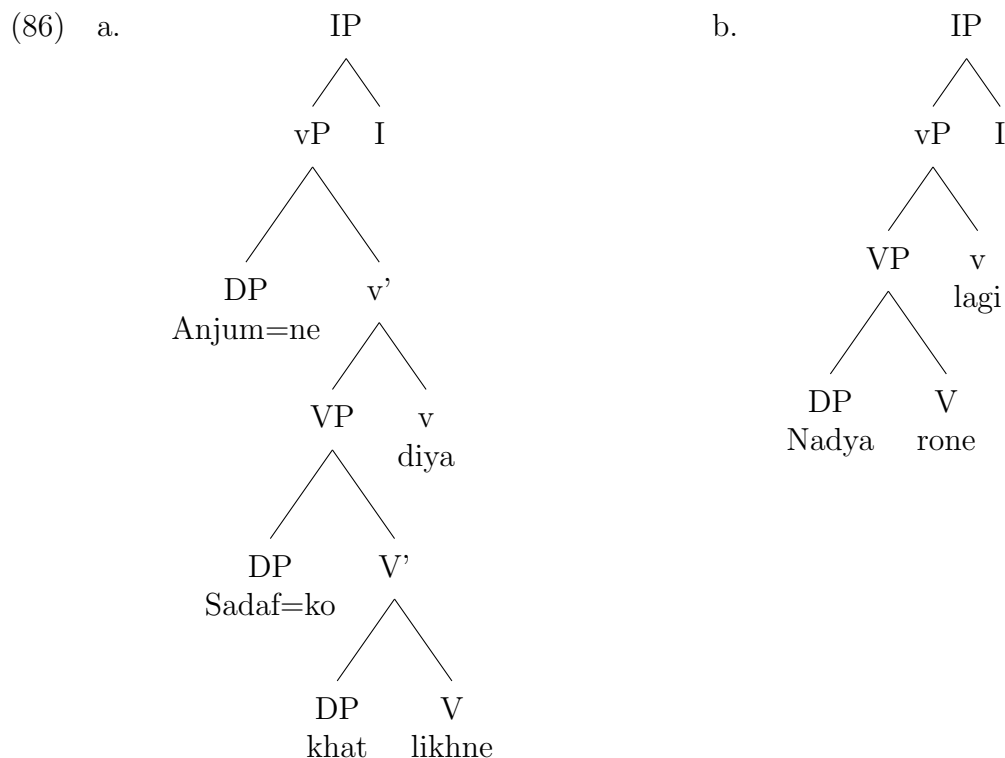 (86) a. IP b. IP
vP I vP I
DP v' VP v
Anjum=ne lagi
VP v DP V
diya Nadya rone
DP V'
Sadaf=ko
DP V
khat likhne